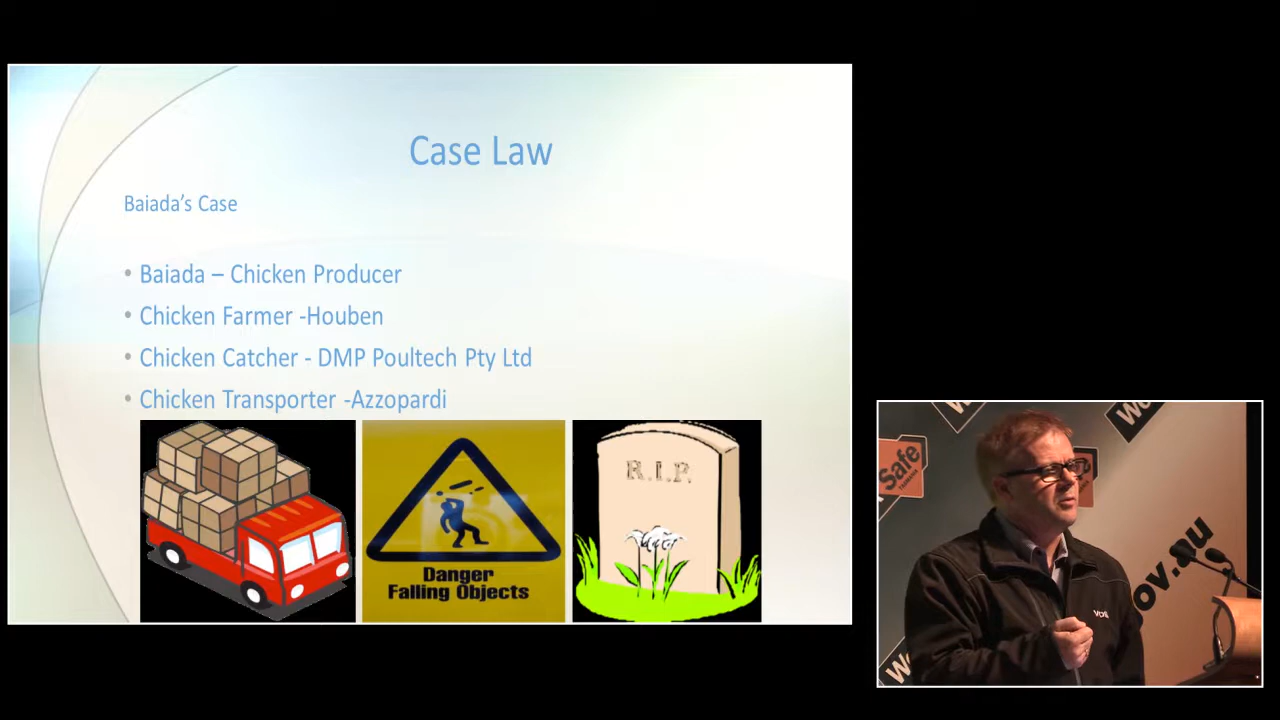 Case Law
Baiada's Case
• Baiada – Chicken Producer
• Chicken Farmer -Houben
• Chicken Catcher - DMP Poultech Pty Ltd
• Chicken Transporter -Azzopardi
R.I.P.
Danger
Falling Objects
Safe
TASMANIA
ov.au